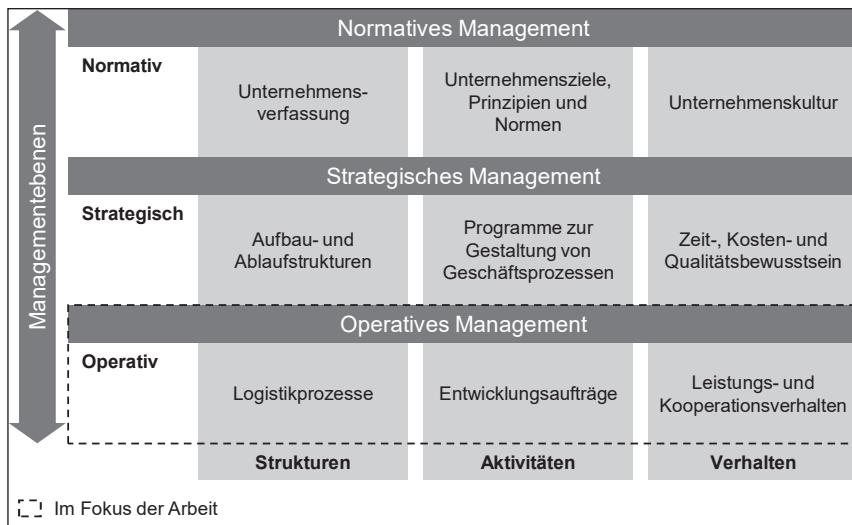 Managementebenen
Normatives Management
Normativ
Unternehmens-
verfassung
Unternehmensziele,
Prinzipien und
Normen
Unternehmenskultur
Strategisches Management
Strategisch
Aufbau- und
Ablaufstrukturen
Programme zur
Gestaltung von
Geschäftsprozessen
Zeit-, Kosten- und
Qualitätsbewusstsein
Operatives Management
Operativ
Logistikprozesse
Entwicklungsaufträge
Leistungs- und
Kooperationsverhalten
Strukturen
Aktivitäten
Verhalten
Im Fokus der Arbeit